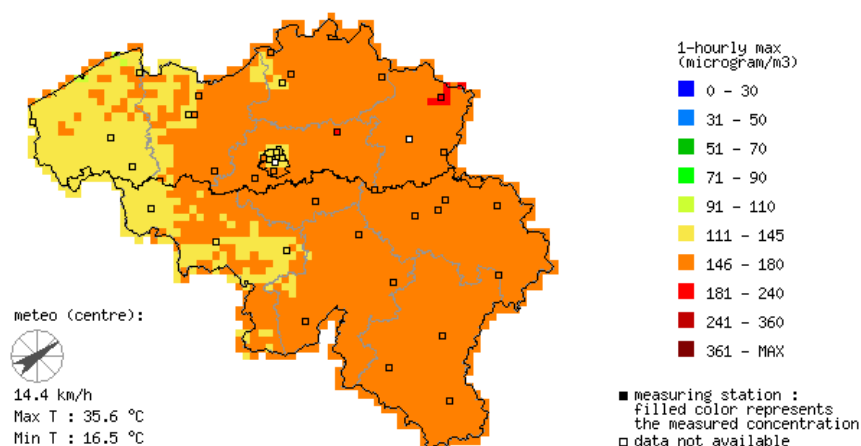 1-hourly max
(microgram/m3)
0 - 30
31 - 50
51 - 70
71 - 90
91 - 110
111 - 145
146 - 180
181 - 240
241 - 360
361 - MAX
meteo (centre):
14.4 km/h
Max T : 35.6 °C
Min T : 16.5 °C
measuring station :
filled color represents
the measured concentration
data not available